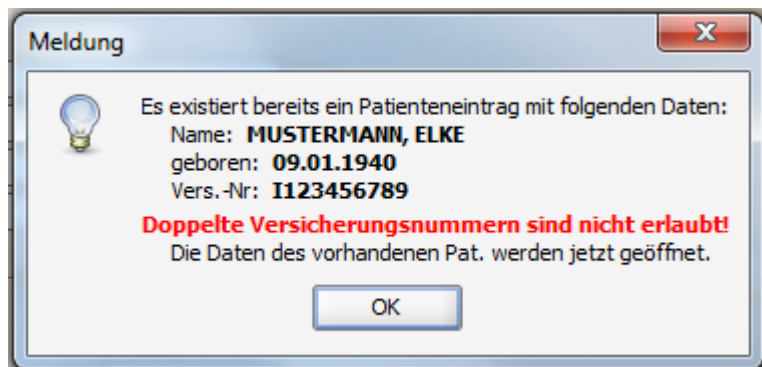 Meldung
Es existiert bereits ein Patienteneintrag mit folgenden Daten:
Name: MUSTERMANN, ELKE
geboren: 09.01.1940
Vers.-Nr: I123456789
Doppelte Versicherungsnummern sind nicht erlaubt!
Die Daten des vorhandenen Pat. werden jetzt geöffnet.
OK